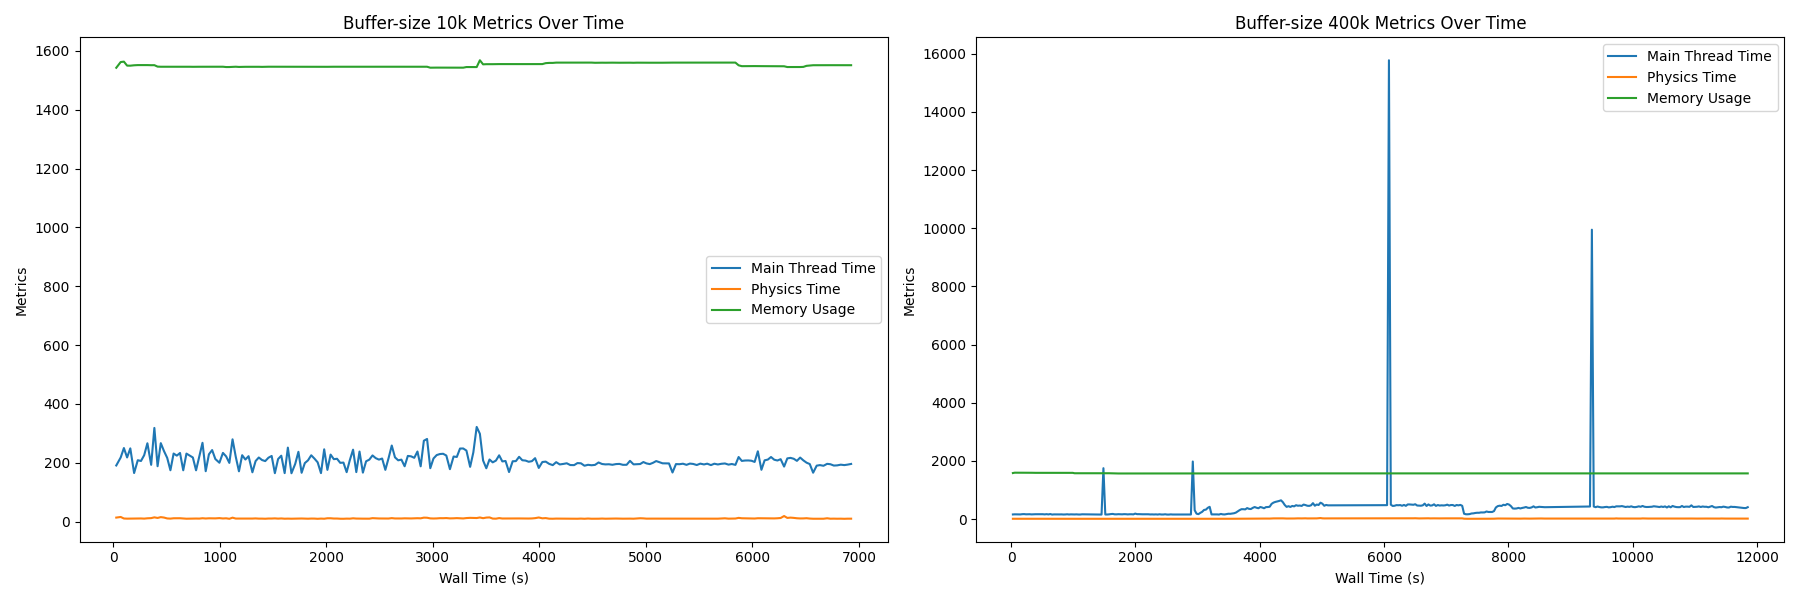 Buffer-size 10k Metrics Over Time
Metrics
1600
1400
1200
1000
800
600
400
200
0
Main Thread Time
Physics Time
Memory Usage
0 1000 2000 3000 4000 5000 6000 7000
Wall Time (s)
Buffer-size 400k Metrics Over Time
Metrics
16000
14000
12000
10000
8000
6000
4000
2000
0
Main Thread Time
Physics Time
Memory Usage
0 2000 4000 6000 8000 10000 12000
Wall Time (s)